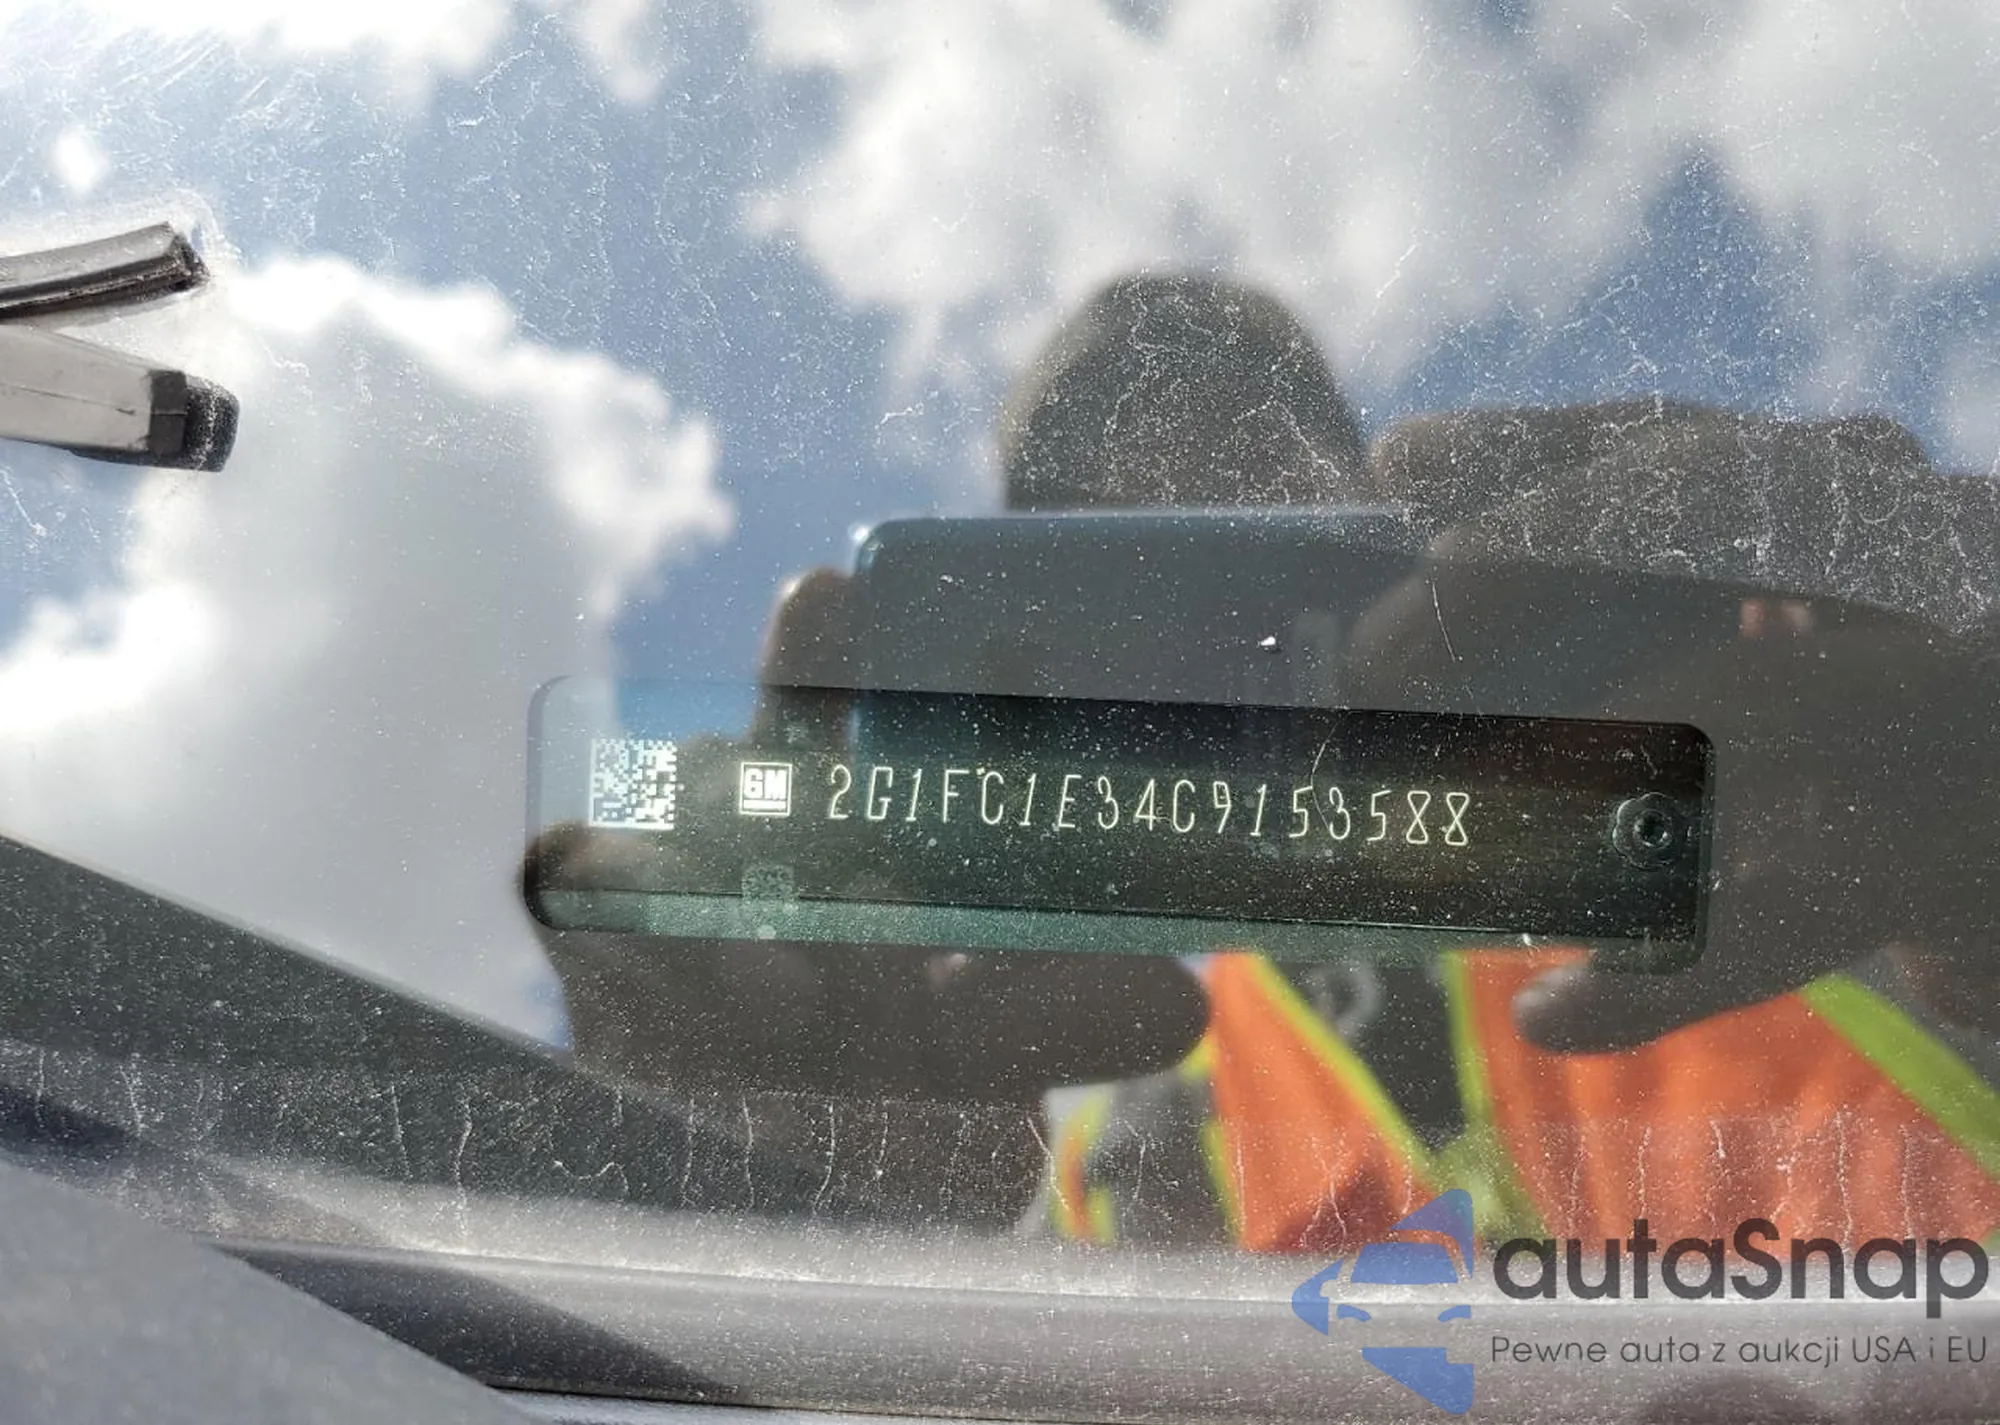 GM 2G1FC1E34C9153588
autaSnap
Pewne auta z aukcji USA i EU